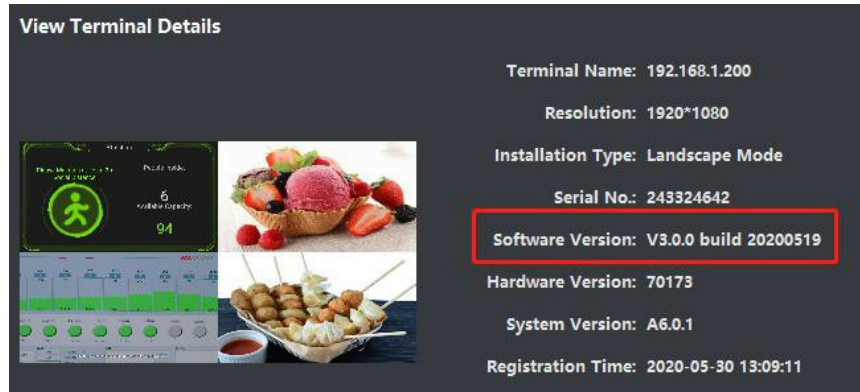 View Terminal Details
Terminal Name: 192.168.1.200
Resolution: 1920*1080
Installation Type: Landscape Mode
Serial No.: 243324642
Software Version: V3.0.0 build 20200519
Hardware Version: 70173
System Version: A6.0.1
Registration Time: 2020-05-30 13:09:11
6
Available Capacity:
94